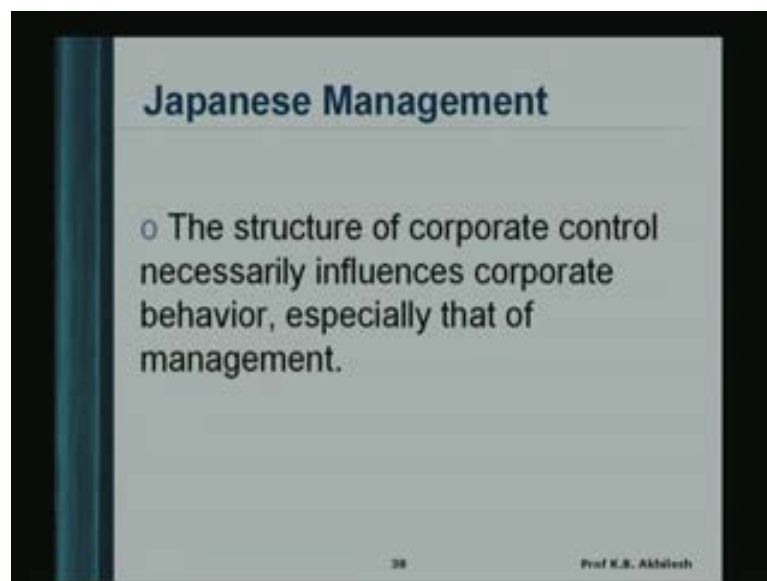 Japanese Management
o The structure of corporate control
necessarily influences corporate
behavior, especially that of
management.
38
Prof K.B. Akhilesh